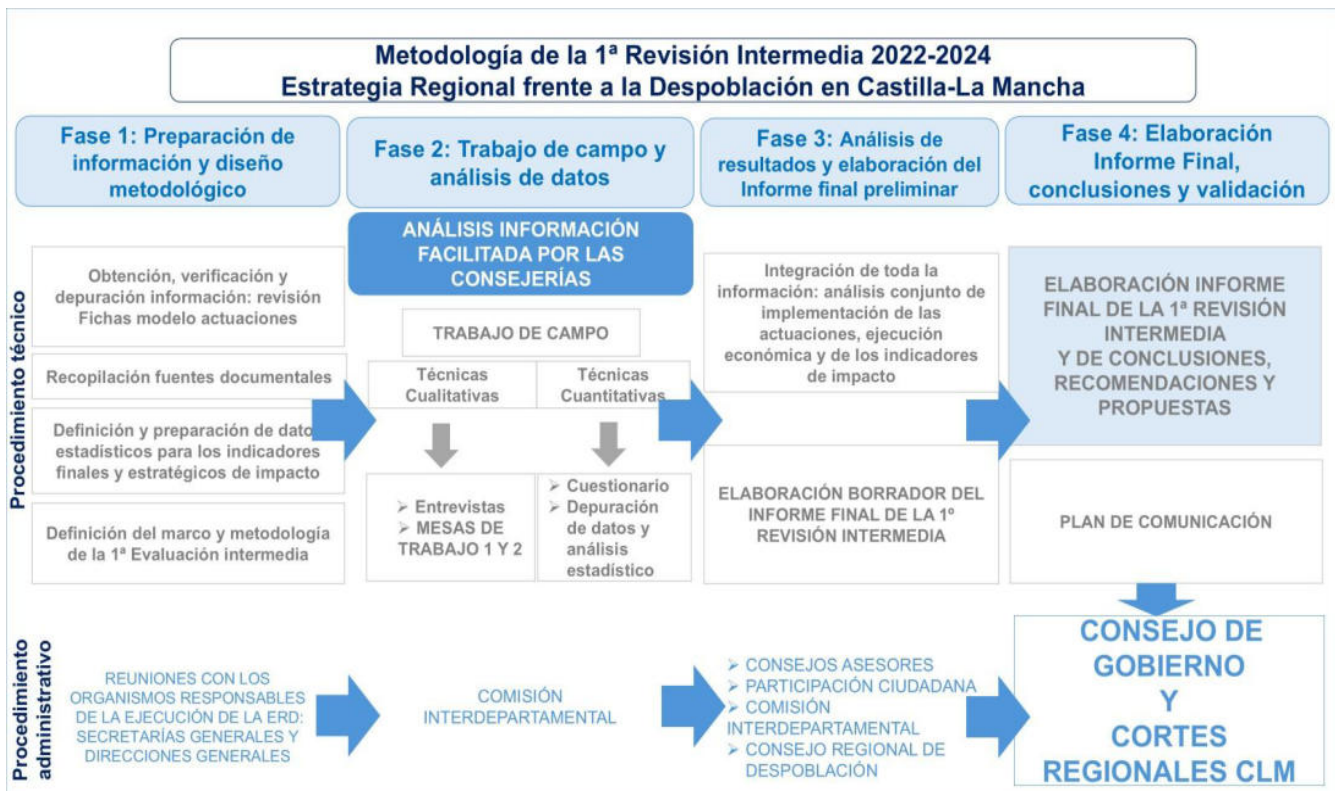 Metodología de la 1ª Revisión Intermedia 2022-2024
Estrategia Regional frente a la Despoblación en Castilla-La Mancha
Fase 1: Preparación de
información y diseño
metodológico
Fase 2: Trabajo de campo y
análisis de datos
Fase 3: Análisis de
resultados y elaboración del
Informe final preliminar
Fase 4: Elaboración
Informe Final,
conclusiones y validación
Procedimiento técnico
Obtención, verificación y
depuración información: revisión
Fichas modelo actuaciones
Recopilación fuentes documentales
Definición y preparación de dato
estadísticos para los indicadores
finales y estratégicos de impacto
Definición del marco y metodología
de la 1ª Evaluación intermedia
ANÁLISIS INFORMACIÓN
FACILITADA POR LAS
CONSEJERÍAS
TRABAJO DE CAMPO
Técnicas
Cualitativas
Técnicas
Cuantitativas
➢ Entrevistas
➢ MESAS DE
TRABAJO 1 Y 2
➢ Cuestionario
➢ Depuración
de datos y
análisis
estadístico
Integración de toda la
información: análisis conjunto de
implementación de las
actuaciones, ejecución
económica y de los indicadores
de impacto
ELABORACIÓN BORRADOR DEL
INFORME FINAL DE LA 1º
REVISIÓN INTERMEDIA
ELABORACIÓN INFORME
FINAL DE LA 1ª REVISIÓN
INTERMEDIA
Y DE CONCLUSIONES,
RECOMENDACIONES Y
PROPUESTAS
PLAN DE COMUNICACIÓN
Procedimiento
administrativo
REUNIONES CON LOS
ORGANISMOS RESPONSABLES
DE LA EJECUCIÓN DE LA ERD:
SECRETARÍAS GENERALES Y
DIRECCIONES GENERALES
COMISIÓN
INTERDEPARTAMENTAL
➢ CONSEJOS ASESORES
➢ PARTICIPACIÓN CIUDADANA
➢ COMISIÓN
INTERDEPARTAMENTAL
➢ CONSEJO REGIONAL DE
DESPOBLACIÓN
CONSEJO DE
GOBIERNO
Y
CORTES
REGIONALES CLM